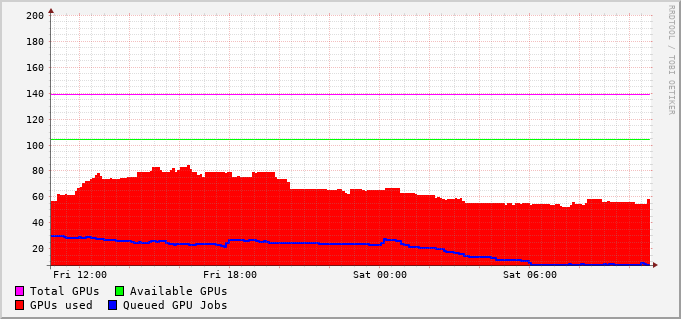 200
180
160
140
120
100
80
60
40
20
Fri 12:00 Fri 18:00 Sat 00:00 Sat 06:00
Total GPUs Available GPUs
GPUs used Queued GPU Jobs
RRDTOOL / TOBI OETIKER